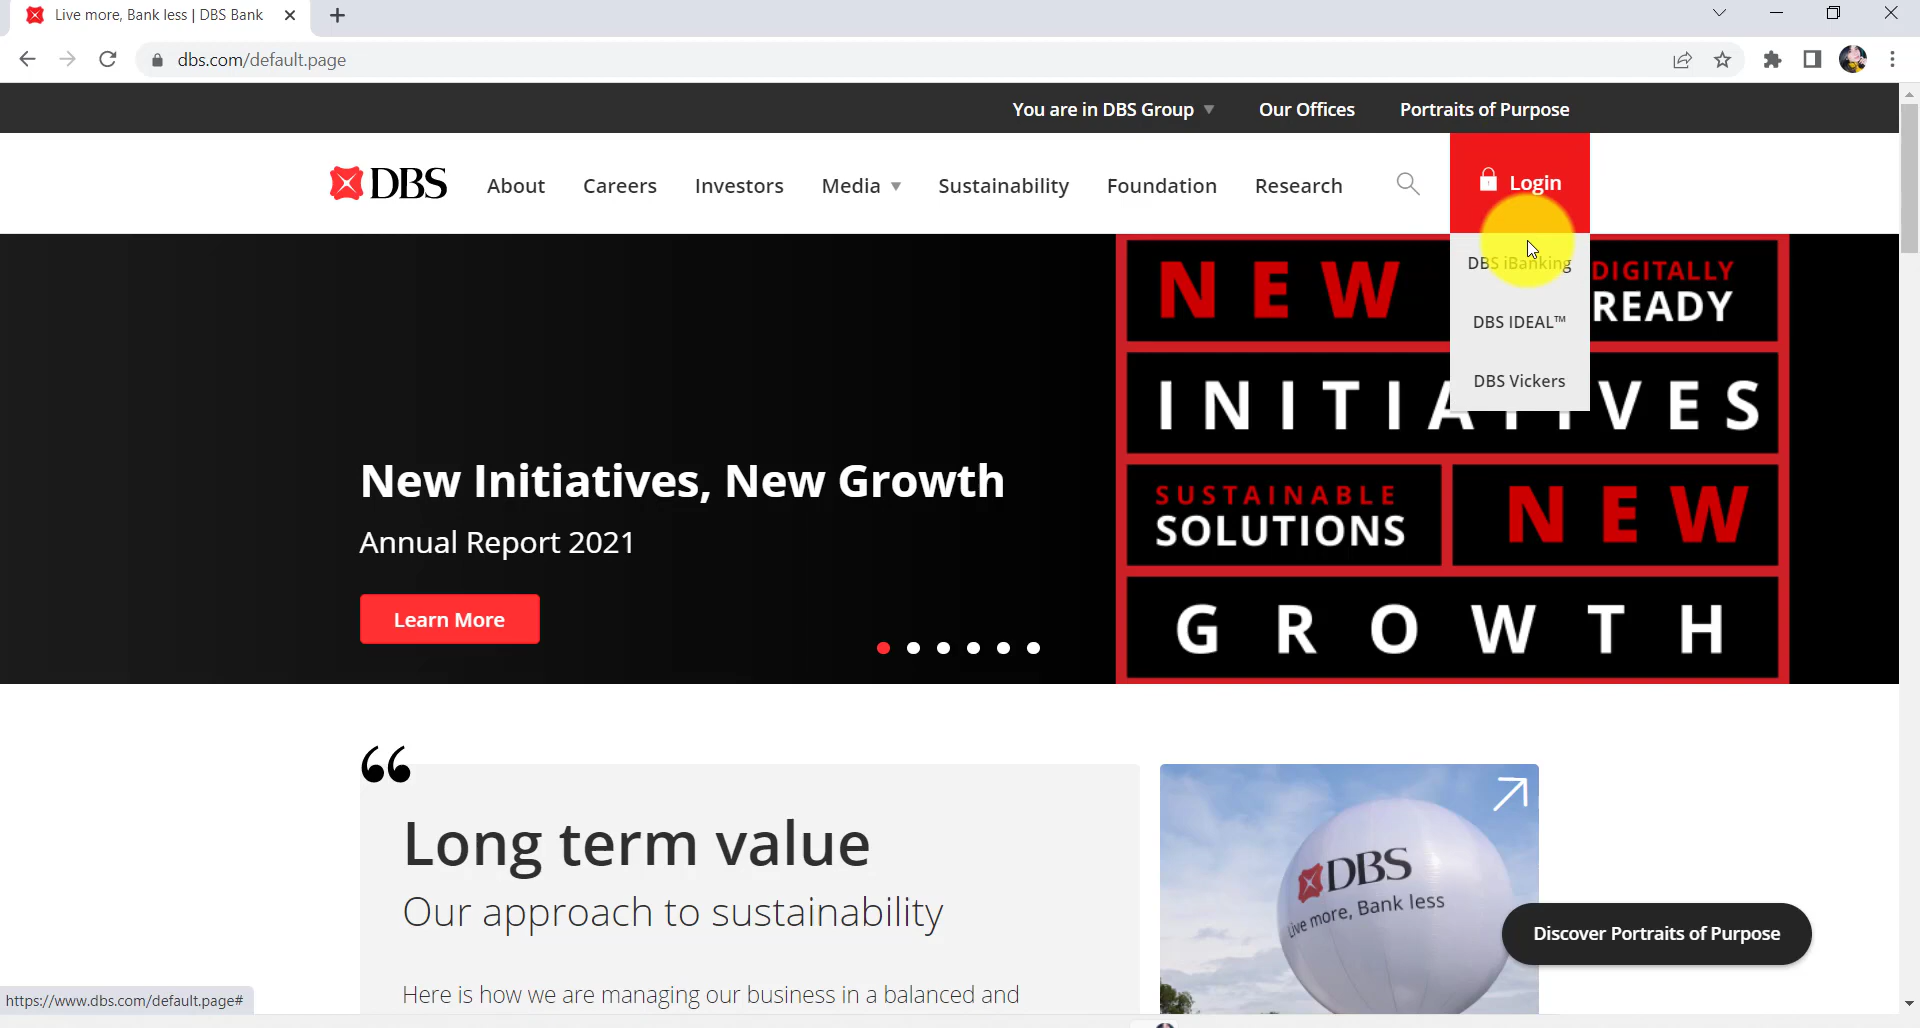 Live more, Bank less | DBS Bank
dbs.com/default.page
You are in DBS Group
Our Offices
Portraits of Purpose
DBS
About
Careers
Investors
Media
Sustainability
Foundation
Research
Login
DBS iBanking
DBS IDEAL™
DBS Vickers
New Initiatives, New Growth
Annual Report 2021
Learn More
NEW
DIGITALLY
READY
INITIATIVES
SUSTAINABLE
SOLUTIONS
NEW
GROWTH
“
Long term value
Our approach to sustainability
Here is how we are managing our business in a balanced and
DBS
Live more, Bank less
Discover Portraits of Purpose
https://www.dbs.com/default.page#